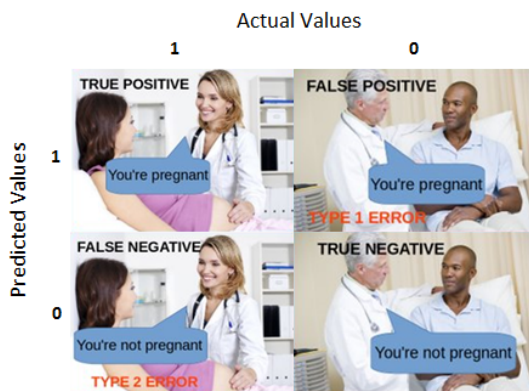 Actual Values
1 0
TRUE POSITIVE
You're pregnant
FALSE POSITIVE
You're pregnant
TYPE 1 ERROR
Predicted Values
1
0
FALSE NEGATIVE
You're not pregnant
TYPE 2 ERROR
TRUE NEGATIVE
You're not pregnant